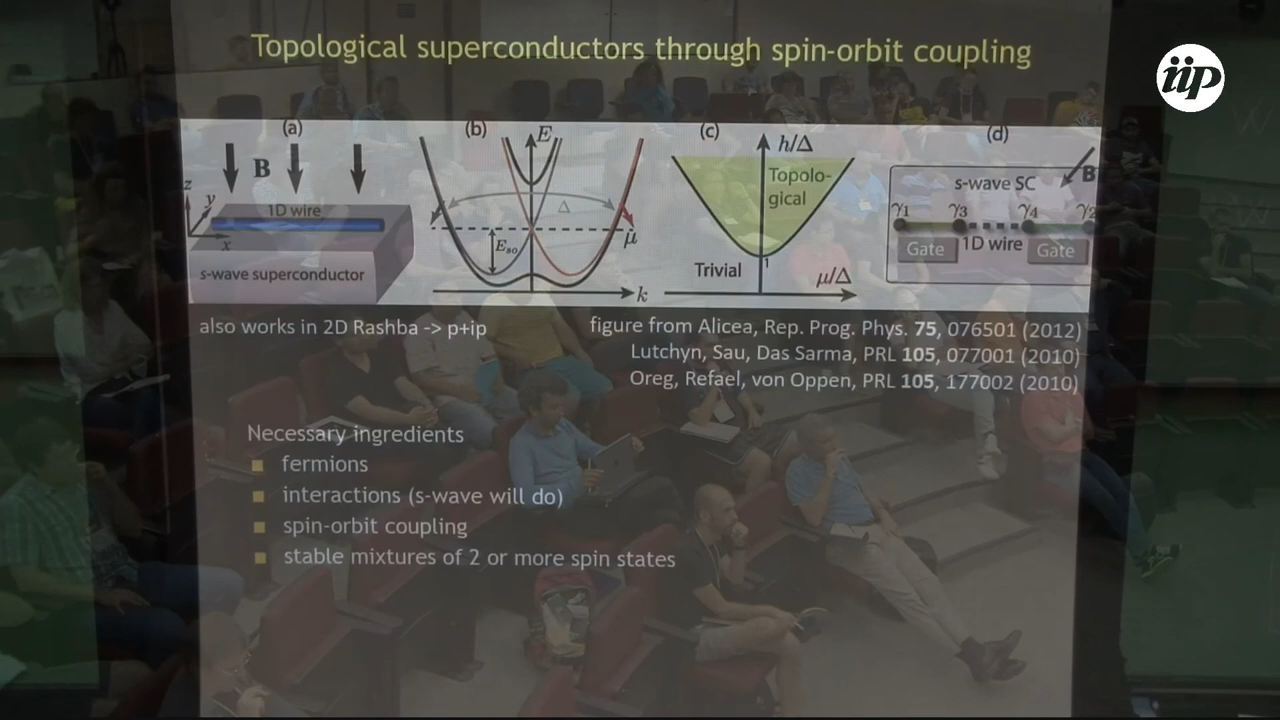 Topological superconductors through spin-orbit coupling
iip
(a)
B
z
y
x
1D wire
s-wave superconductor
(b)
E
Δ
E_so
μ
k
(c)
h/Δ
Topolo-
gical
Trivial
1
μ/Δ
(d)
s-wave SC
B
γ1 γ3 γ4 γ2
Gate 1D wire Gate
also works in 2D Rashba -> p+ip
figure from Alicea, Rep. Prog. Phys. 75, 076501 (2012)
Lutchyn, Sau, Das Sarma, PRL 105, 077001 (2010)
Oreg, Refael, von Oppen, PRL 105, 177002 (2010)
Necessary ingredients
fermions
interactions (s-wave will do)
spin-orbit coupling
stable mixtures of 2 or more spin states